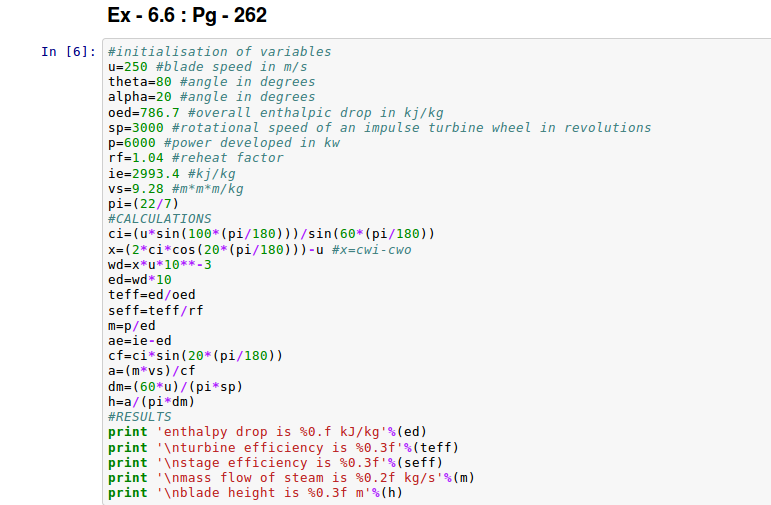 Ex - 6.6 : Pg - 262
In [6]: #initialisation of variables
u=250 #blade speed in m/s
theta=80 #angle in degrees
alpha=20 #angle in degrees
oed=786.7 #overall enthalpic drop in kj/kg
sp=3000 #rotational speed of an impulse turbine wheel in revolutions
p=6000 #power developed in kw
rf=1.04 #reheat factor
ie=2993.4 #kj/kg
vs=9.28 #m*m*m/kg
pi=(22/7)
#CALCULATIONS
ci=(u*sin(100*(pi/180)))/sin(60*(pi/180))
x=(2*ci*cos(20*(pi/180)))-u #x=cwi-cwo
wd=x*u*10**-3
ed=wd*10
teff=ed/oed
seff=teff/rf
m=p/ed
ae=ie-ed
cf=ci*sin(20*(pi/180))
a=(m*vs)/cf
dm=(60*u)/(pi*sp)
h=a/(pi*dm)
#RESULTS
print 'enthalpy drop is %0.f kJ/kg'%(ed)
print '\nturbine efficiency is %0.3f'%(teff)
print '\nstage efficiency is %0.3f'%(seff)
print '\nmass flow of steam is %0.2f kg/s'%(m)
print '\nblade height is %0.3f m'%(h)